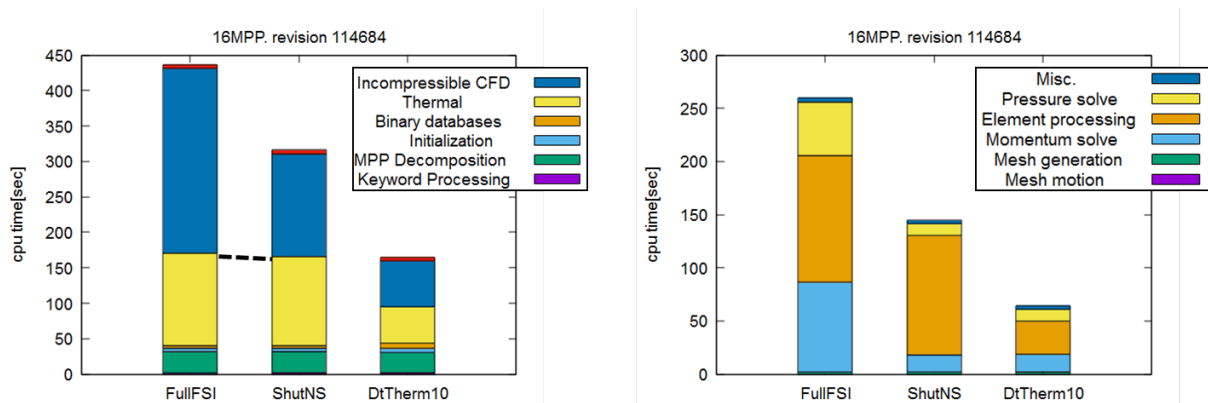 16MPP. revision 114684
450
400
350
300
250
200
150
100
50
0
cpu time[sec]
Incompressible CFD
Thermal
Binary databases
Initialization
MPP Decomposition
Keyword Processing
FullFSI ShutNS DtTherm10
16MPP. revision 114684
300
250
200
150
100
50
0
cpu time[sec]
Misc.
Pressure solve
Element processing
Momentum solve
Mesh generation
Mesh motion
FullFSI ShutNS DtTherm10